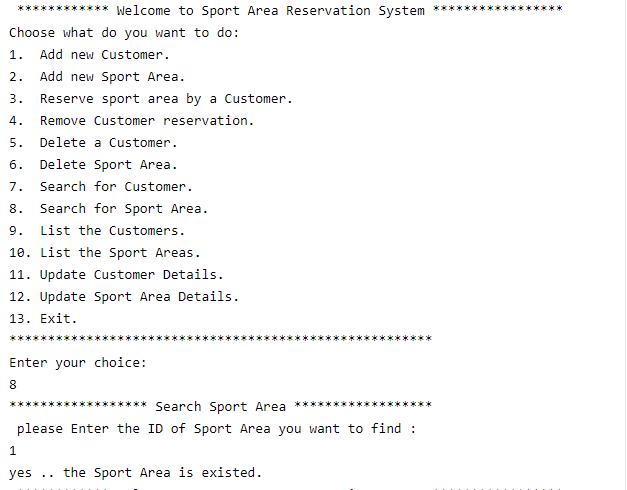 ************ Welcome to Sport Area Reservation System *****************
Choose what do you want to do:
1.  Add new Customer.
2.  Add new Sport Area.
3.  Reserve sport area by a Customer.
4.  Remove Customer reservation.
5.  Delete a Customer.
6.  Delete Sport Area.
7.  Search for Customer.
8.  Search for Sport Area.
9.  List the Customers.
10. List the Sport Areas.
11. Update Customer Details.
12. Update Sport Area Details.
13. Exit.
*******************************************************
Enter your choice:
8
****************** Search Sport Area ******************
please Enter the ID of Sport Area you want to find :
1
yes .. the Sport Area is existed.